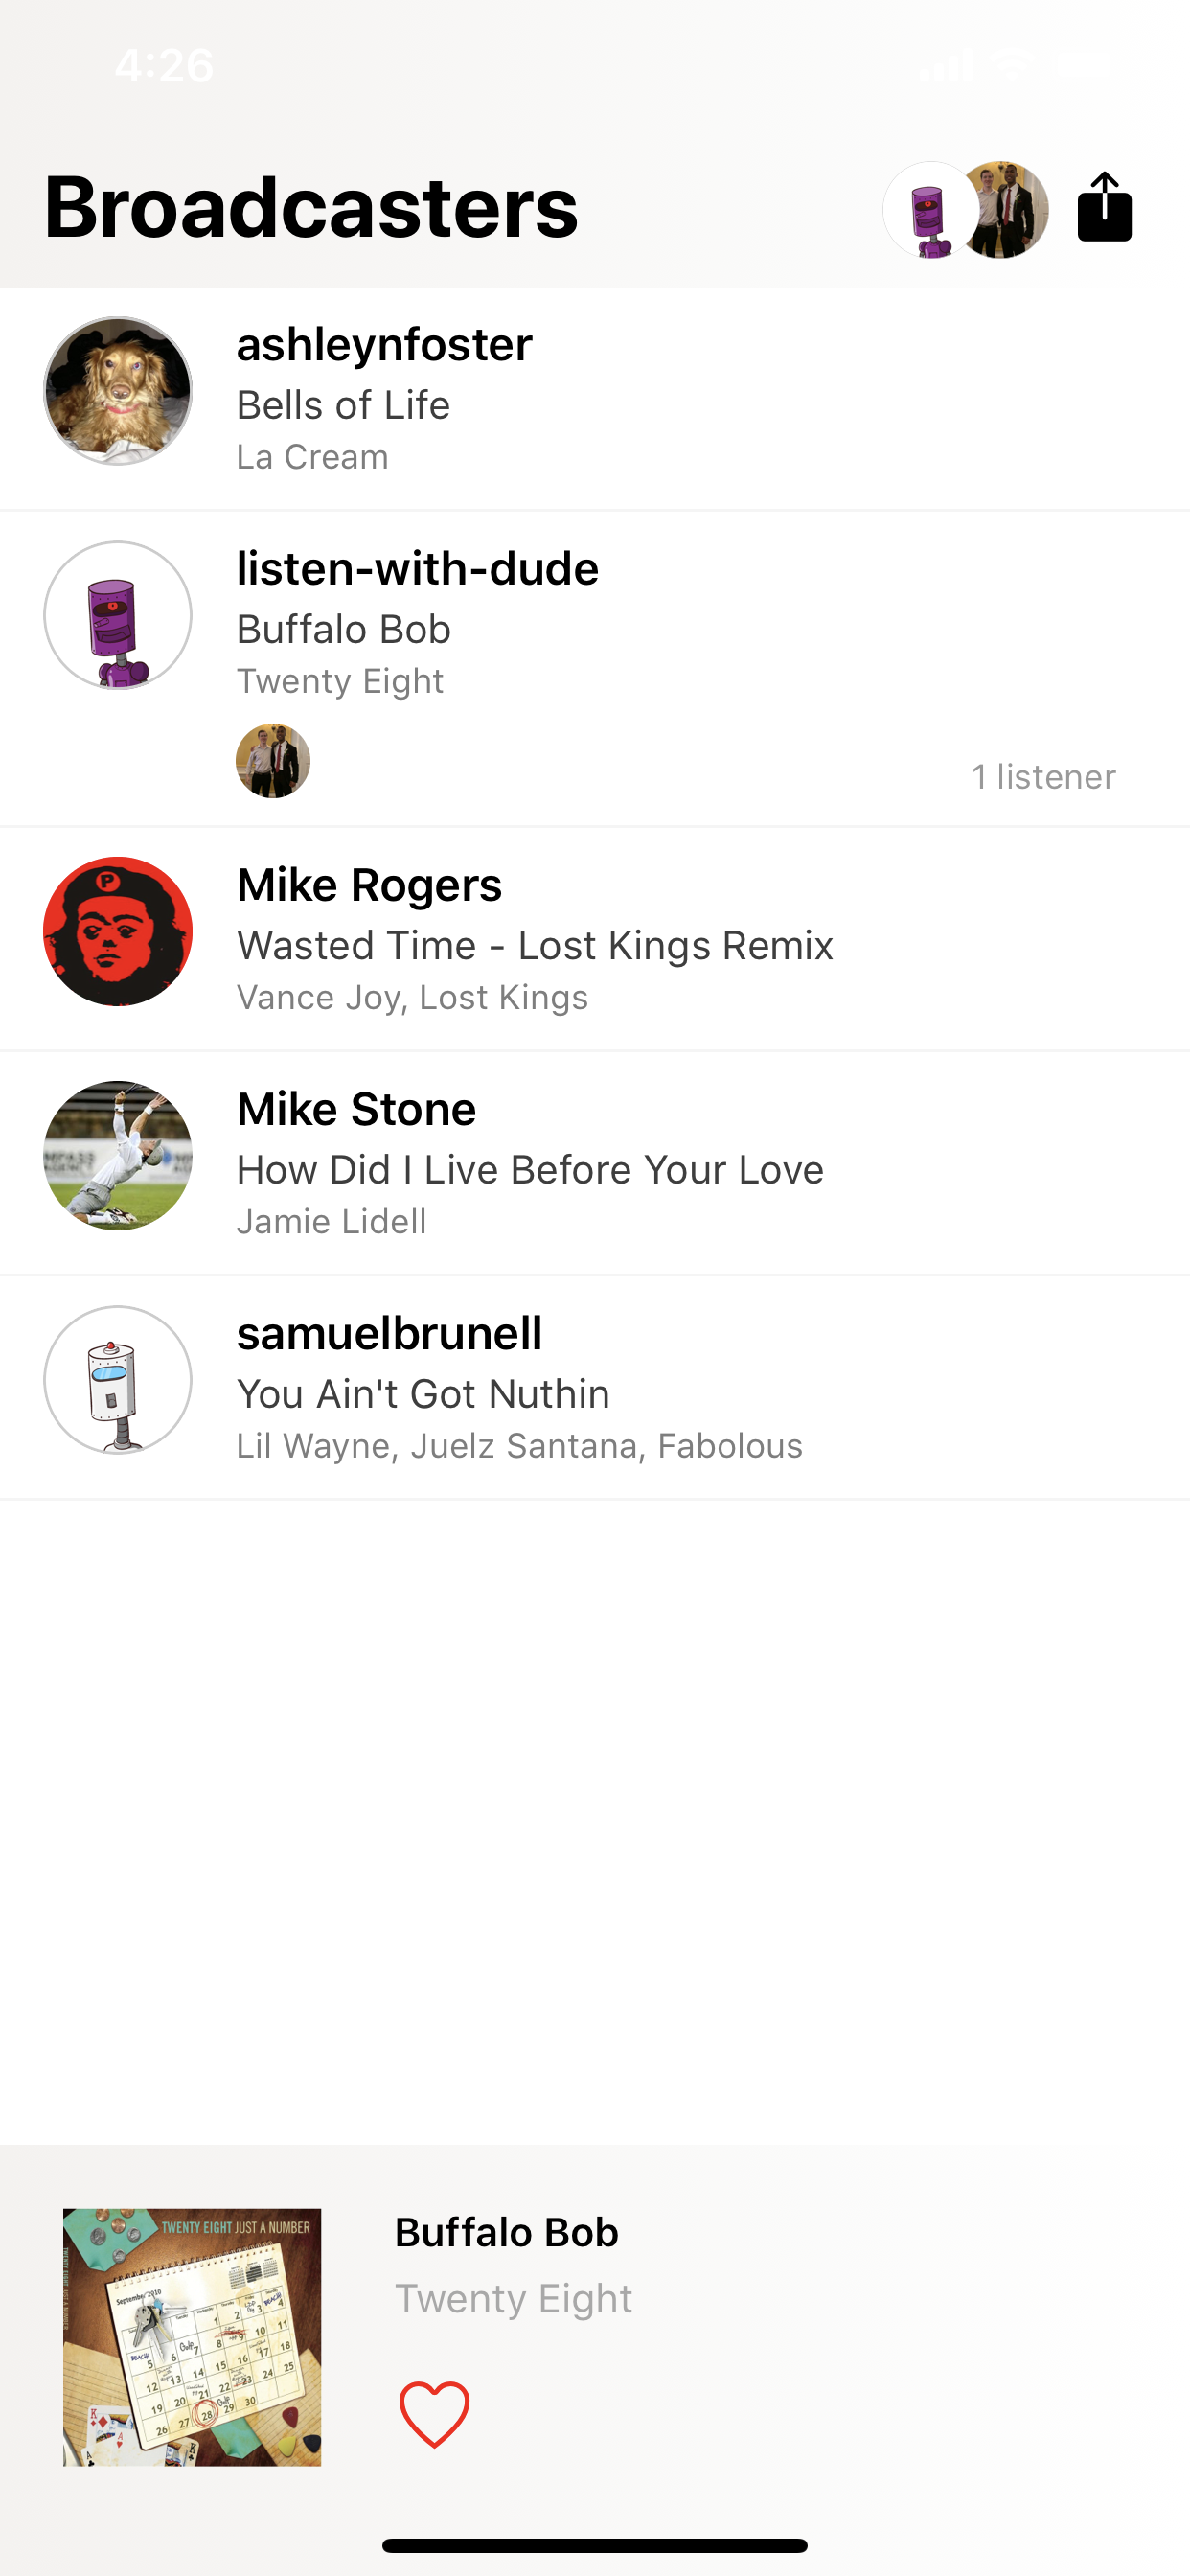 4:26
Broadcasters
ashleynfoster
Bells of Life
La Cream
listen-with-dude
Buffalo Bob
Twenty Eight
1 listener
P
Mike Rogers
Wasted Time - Lost Kings Remix
Vance Joy, Lost Kings
Mike Stone
How Did I Live Before Your Love
Jamie Lidell
samuelbrunell
You Ain't Got Nuthin
Lil Wayne, Juelz Santana, Fabolous
TWENTY EIGHT JUST A NUMBER
September 2010
Buffalo Bob
Twenty Eight